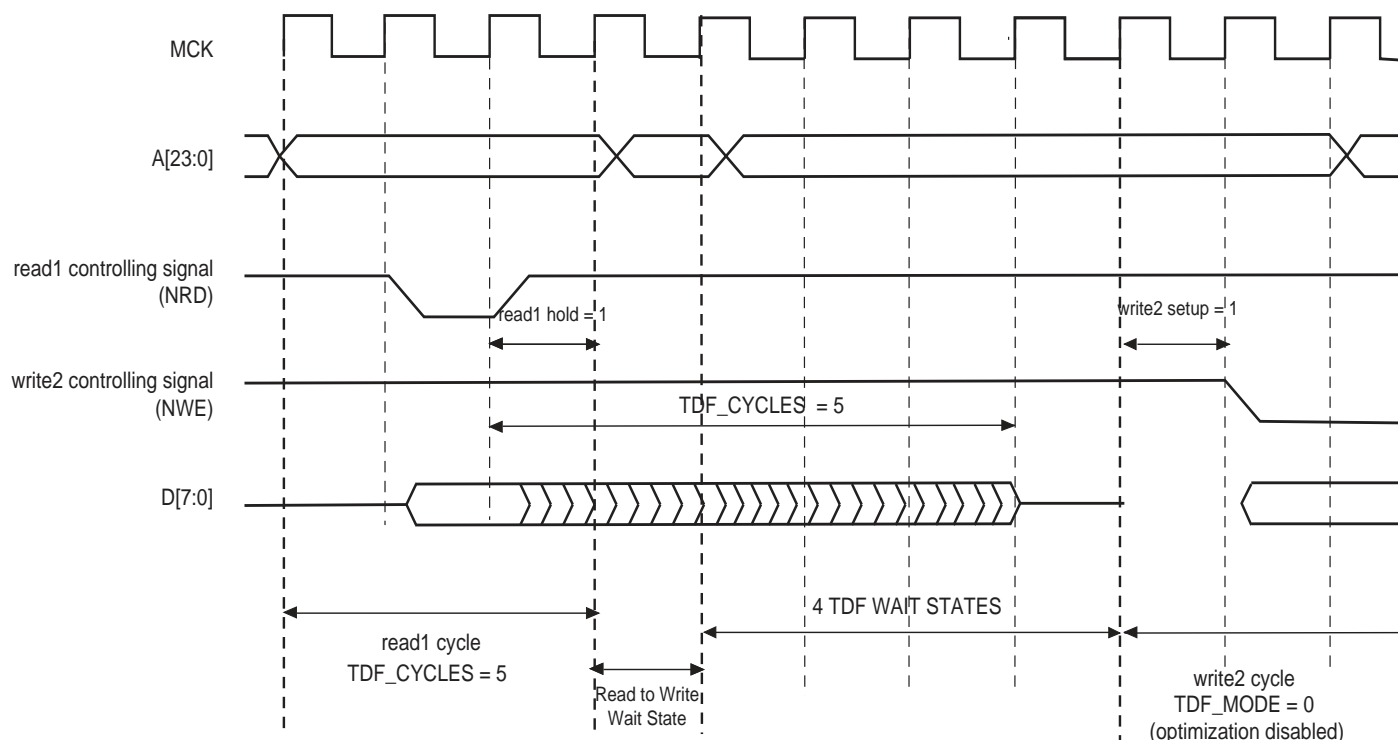 MCK
A[23:0]
read1 controlling signal
(NRD)
read1 hold = 1
write2 setup = 1
write2 controlling signal
(NWE)
TDF_CYCLES = 5
D[7:0]
4 TDF WAIT STATES
read1 cycle
TDF_CYCLES = 5
Read to Write
Wait State
write2 cycle
TDF_MODE = 0
(optimization disabled)